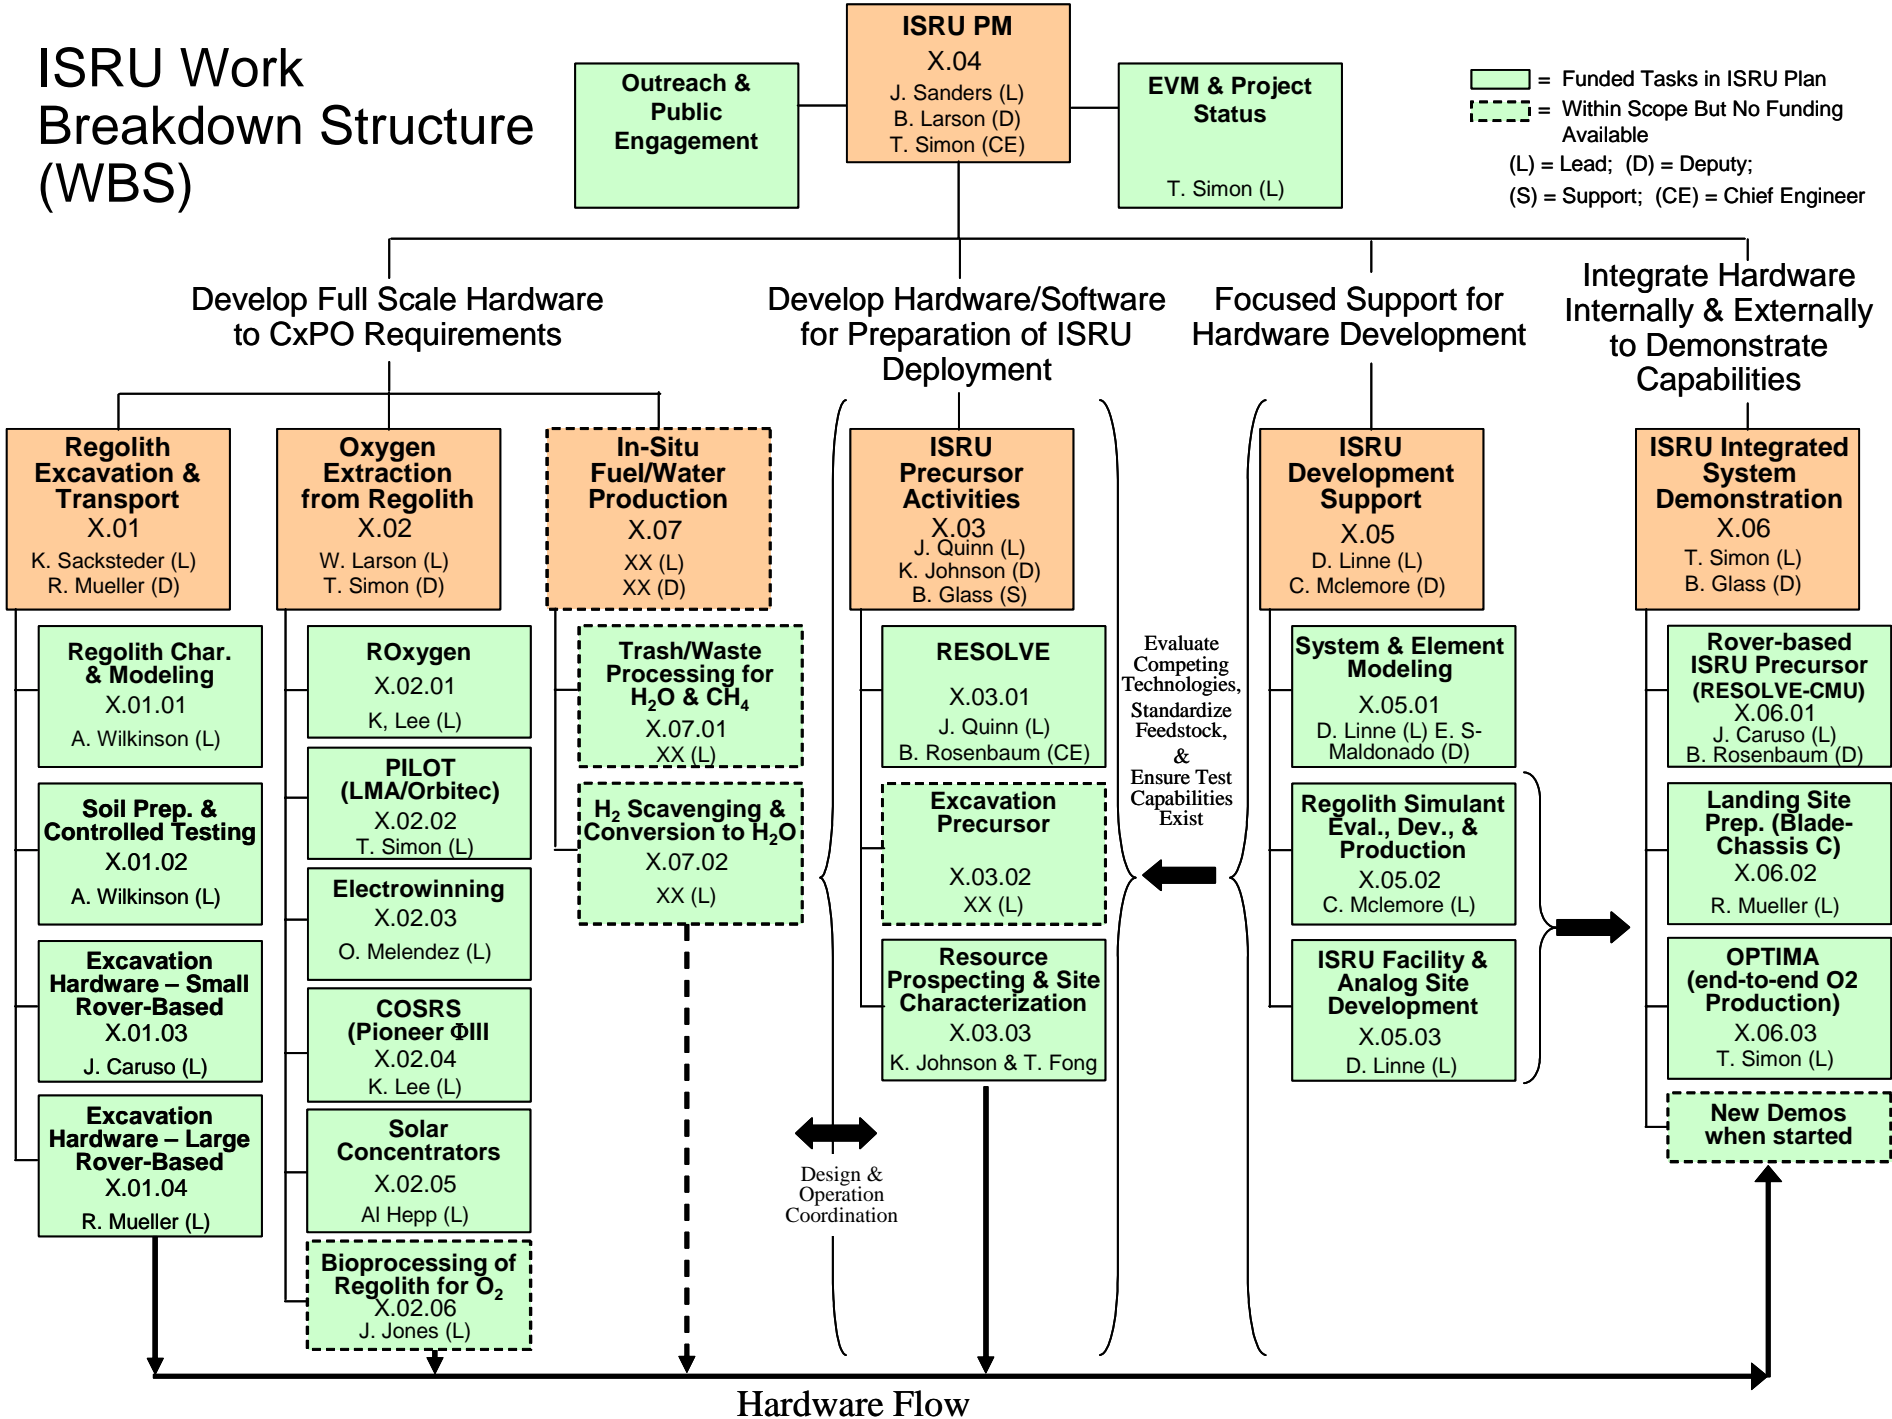 ISRU Work
Breakdown Structure
(WBS)
Outreach &
Public
Engagement
ISRU PM
X.04
J. Sanders (L)
B. Larson (D)
T. Simon (CE)
EVM & Project
Status
T. Simon (L)
= Funded Tasks in ISRU Plan
= Within Scope But No Funding
Available
(L) = Lead; (D) = Deputy;
(S) = Support; (CE) = Chief Engineer
Develop Full Scale Hardware
to CxPO Requirements
Develop Hardware/Software
for Preparation of ISRU
Deployment
Focused Support for
Hardware Development
Integrate Hardware
Internally & Externally
to Demonstrate
Capabilities
Regolith
Excavation &
Transport
X.01
K. Sacksteder (L)
R. Mueller (D)
Regolith Char.
& Modeling
X.01.01
A. Wilkinson (L)
Soil Prep. &
Controlled Testing
X.01.02
A. Wilkinson (L)
Excavation
Hardware – Small
Rover-Based
X.01.03
J. Caruso (L)
Excavation
Hardware – Large
Rover-Based
X.01.04
R. Mueller (L)
Oxygen
Extraction
from Regolith
X.02
W. Larson (L)
T. Simon (D)
ROxygen
X.02.01
K, Lee (L)
PILOT
(LMA/Orbitec)
X.02.02
T. Simon (L)
Electrowinning
X.02.03
O. Melendez (L)
COSRS
(Pioneer ΦIII
X.02.04
K. Lee (L)
Solar
Concentrators
X.02.05
Al Hepp (L)
Bioprocessing of
Regolith for O2
X.02.06
J. Jones (L)
In-Situ
Fuel/Water
Production
X.07
XX (L)
XX (D)
Trash/Waste
Processing for
H2O & CH4
X.07.01
XX (L)
H2 Scavenging &
Conversion to H2O
X.07.02
XX (L)
Design &
Operation
Coordination
ISRU
Precursor
Activities
X.03
J. Quinn (L)
K. Johnson (D)
B. Glass (S)
RESOLVE
X.03.01
J. Quinn (L)
B. Rosenbaum (CE)
Excavation
Precursor
X.03.02
XX (L)
Resource
Prospecting & Site
Characterization
X.03.03
K. Johnson & T. Fong
Evaluate
Competing
Technologies,
Standardize
Feedstock,
&
Ensure Test
Capabilities
Exist
ISRU
Development
Support
X.05
D. Linne (L)
C. Mclemore (D)
System & Element
Modeling
X.05.01
D. Linne (L) E. S-
Maldonado (D)
Regolith Simulant
Eval., Dev., &
Production
X.05.02
C. Mclemore (L)
ISRU Facility &
Analog Site
Development
X.05.03
D. Linne (L)
ISRU Integrated
System
Demonstration
X.06
T. Simon (L)
B. Glass (D)
Rover-based
ISRU Precursor
(RESOLVE-CMU)
X.06.01
J. Caruso (L)
B. Rosenbaum (D)
Landing Site
Prep. (Blade-
Chassis C)
X.06.02
R. Mueller (L)
OPTIMA
(end-to-end O2
Production)
X.06.03
T. Simon (L)
New Demos
when started
Hardware Flow